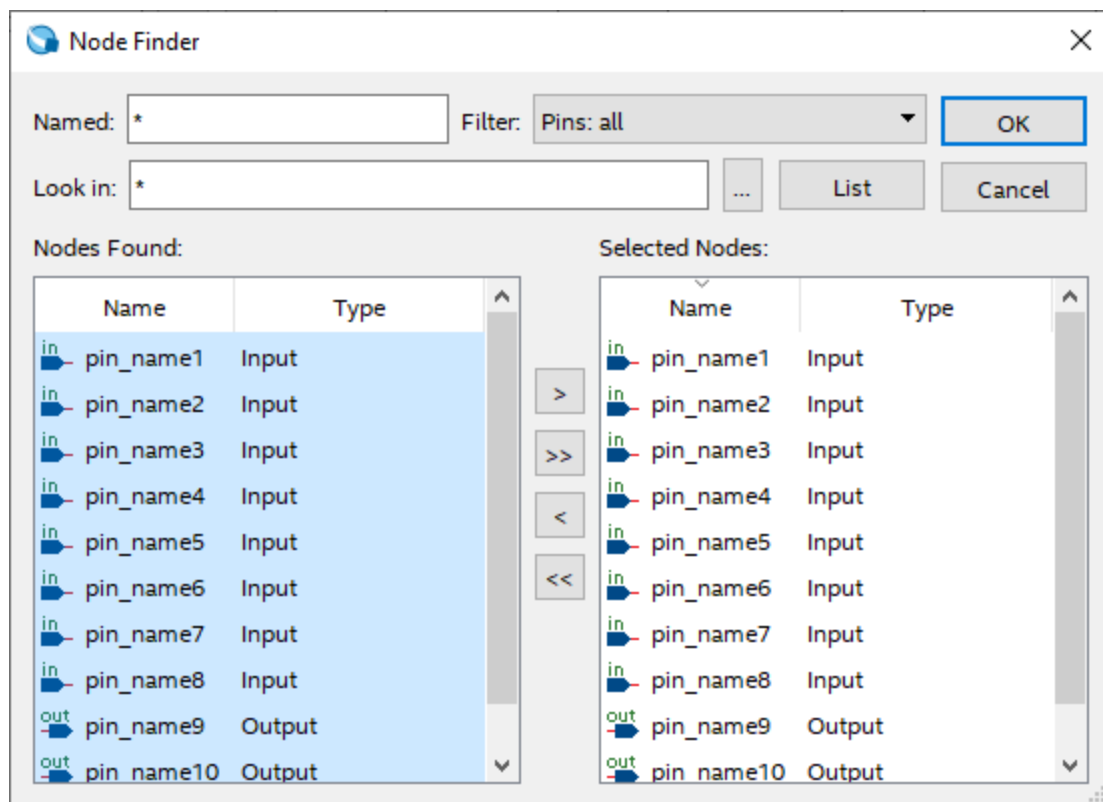 Node Finder
Named: * Filter: Pins: all OK
Look in: * ... List Cancel
Nodes Found: Selected Nodes:
Name Type Name Type
in pin_name1 Input in pin_name1 Input
in pin_name2 Input in pin_name2 Input
in pin_name3 Input > in pin_name3 Input
in pin_name4 Input >> in pin_name4 Input
in pin_name5 Input < in pin_name5 Input
in pin_name6 Input << in pin_name6 Input
in pin_name7 Input in pin_name7 Input
in pin_name8 Input in pin_name8 Input
out pin_name9 Output out pin_name9 Output
out pin_name10 Output out pin_name10 Output